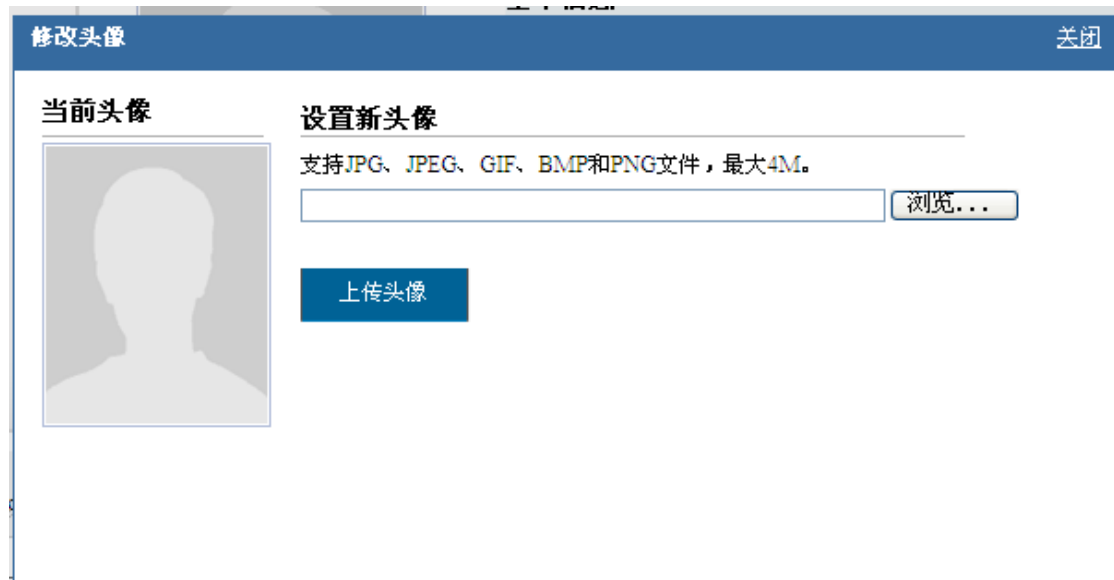 修改头像
关闭
当前头像
设置新头像
支持JPG、JPEG、GIF、BMP和PNG文件，最大4M。
浏览...
上传头像